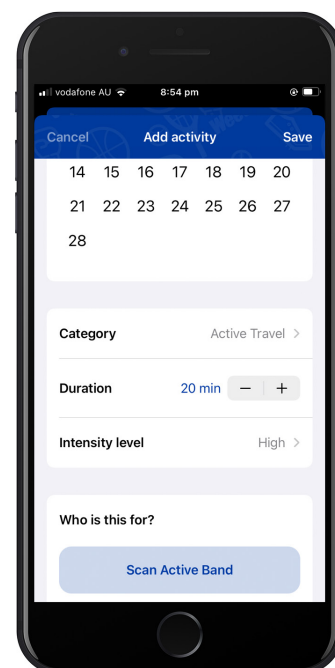 vodafone AU 8:54 pm
Cancel Add activity Save
14 15 16 17 18 19 20
21 22 23 24 25 26 27
28
Category Active Travel >
Duration 20 min − +
Intensity level High >
Who is this for?
Scan Active Band